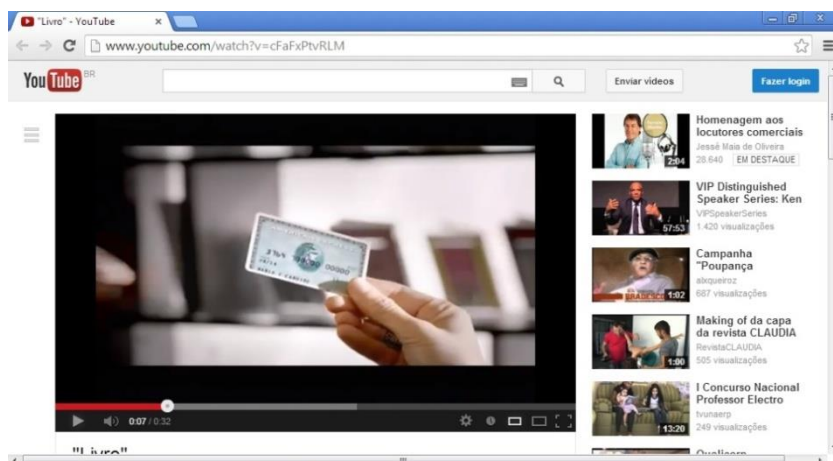 "Livro" - YouTube
www.youtube.com/watch?v=cFaFxPtvRLM
YouTube BR
Enviar vídeos
Fazer login
0:07 / 0:32
"Livro"
2:04
Homenagem aos
locutores comerciais
Jessé Maia de Oliveira
28.640 EM DESTAQUE
57:53
VIP Distinguished
Speaker Series: Ken
VIPSpeakerSeries
1.420 visualizações
1:02
Campanha
"Poupança
alxqueiroz
687 visualizações
1:00
Making of da capa
da revista CLAUDIA
RevistaCLAUDIA
505 visualizações
13:20
I Concurso Nacional
Professor Electro
tvunaerp
249 visualizações